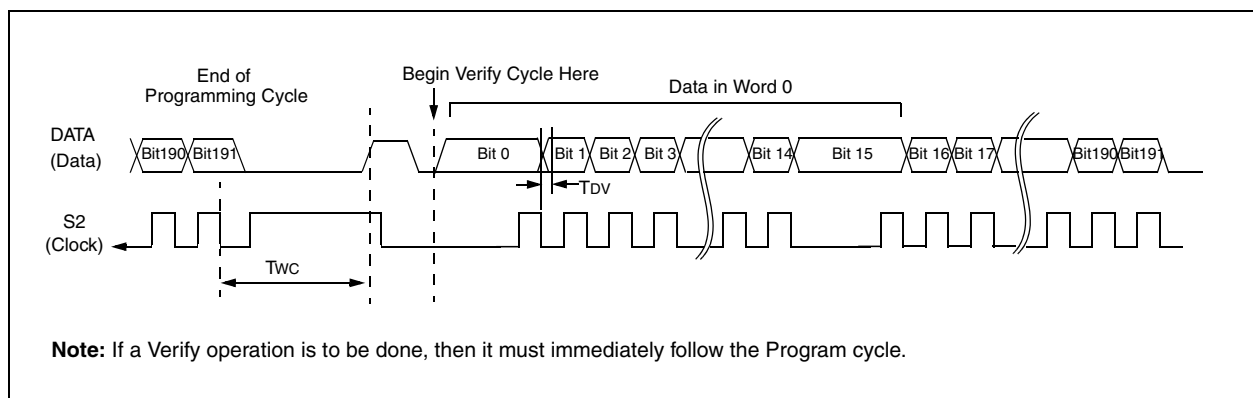 End of
Programming Cycle
Begin Verify Cycle Here
Data in Word 0
DATA
(Data)
Bit190 Bit191 Bit 0 Bit 1 Bit 2 Bit 3 Bit 14 Bit 15 Bit 16 Bit 17 Bit190 Bit191
TDV
S2
(Clock)
TWC
Note: If a Verify operation is to be done, then it must immediately follow the Program cycle.